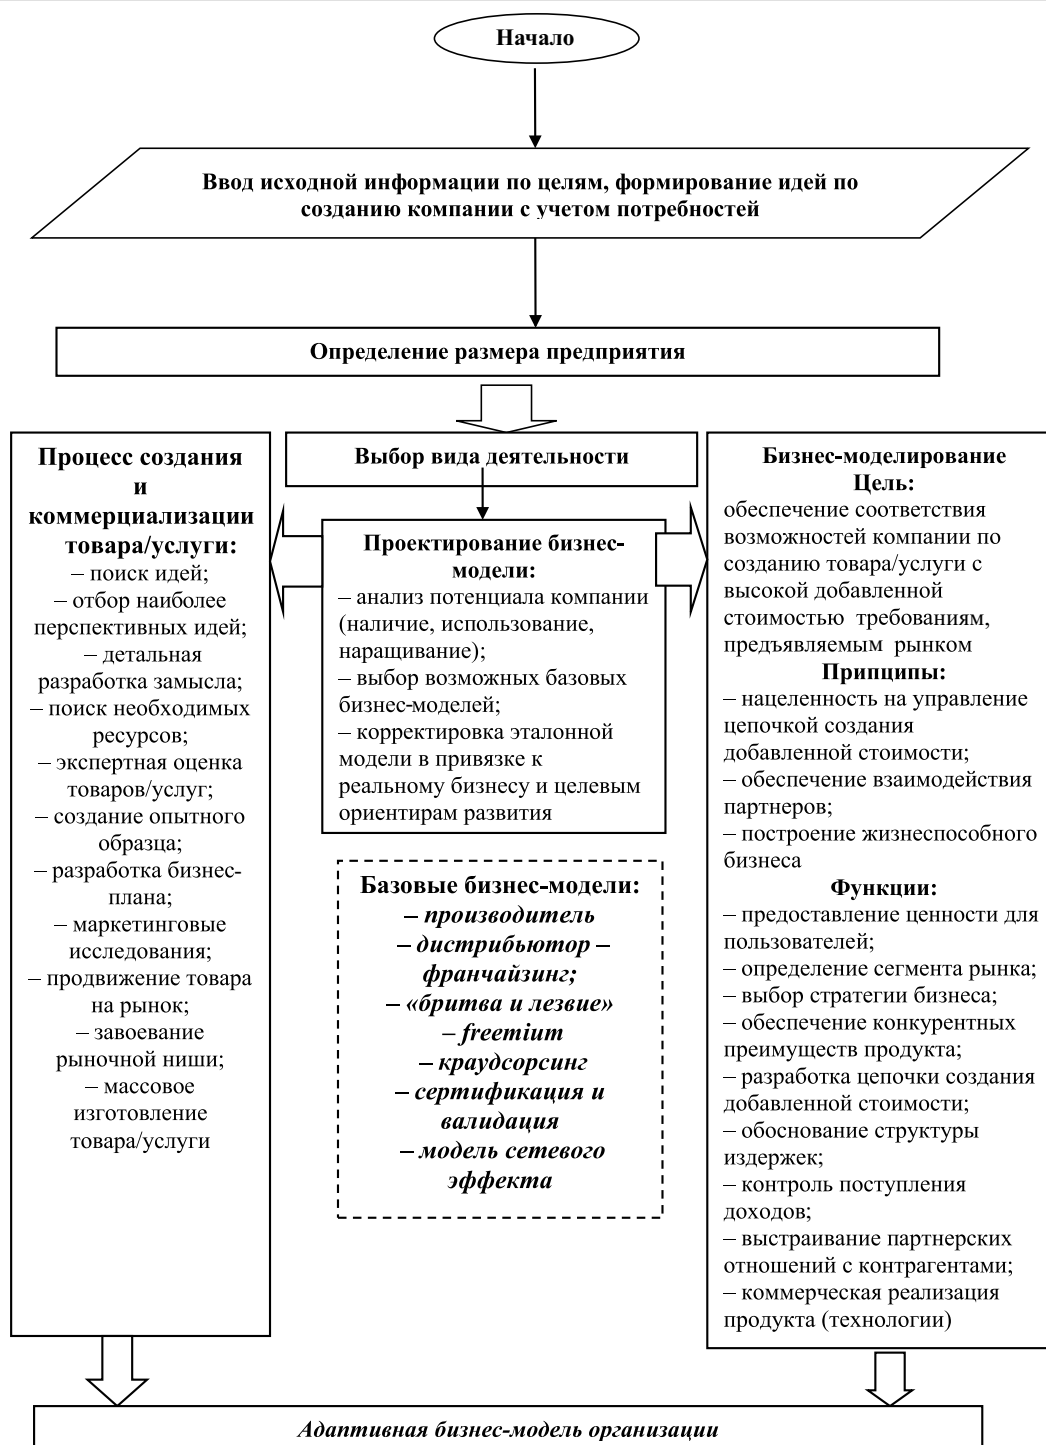 Начало
Ввод исходной информации по целям, формирование идей по
созданию компании с учетом потребностей
Определение размера предприятия
Процесс создания
и
коммерциализации
товара/услуги:
– поиск идей;
– отбор наиболее
перспективных идей;
– детальная
разработка замысла;
– поиск необходимых
ресурсов;
– экспертная оценка
товаров/услуг;
– создание опытного
образца;
– разработка бизнес-
плана;
– маркетинговые
исследования;
– продвижение товара
на рынок;
– завоевание
рыночной ниши;
– массовое
изготовление
товара/услуги
Выбор вида деятельности
Проектирование бизнес-
модели:
– анализ потенциала компании
(наличие, использование,
наращивание);
– выбор возможных базовых
бизнес-моделей;
– корректировка эталонной
модели в привязке к
реальному бизнесу и целевым
ориентирам развития
Базовые бизнес-модели:
– производитель
– дистрибьютор –
франчайзинг;
– «бритва и лезвие»
– freemium
– краудсорсинг
– сертификация и
валидация
– модель сетевого
эффекта
Бизнес-моделирование
Цель:
обеспечение соответствия
возможностей компании по
созданию товара/услуги с
высокой добавленной
стоимостью требованиям,
предъявляемым рынком
Принципы:
– нацеленность на управление
цепочкой создания
добавленной стоимости;
– обеспечение взаимодействия
партнеров;
– построение жизнеспособного
бизнеса
Функции:
– предоставление ценности для
пользователей;
– определение сегмента рынка;
– выбор стратегии бизнеса;
– обеспечение конкурентных
преимуществ продукта;
– разработка цепочки создания
добавленной стоимости;
– обоснование структуры
издержек;
– контроль поступления
доходов;
– выстраивание партнерских
отношений с контрагентами;
– коммерческая реализация
продукта (технологии)
Адаптивная бизнес-модель организации